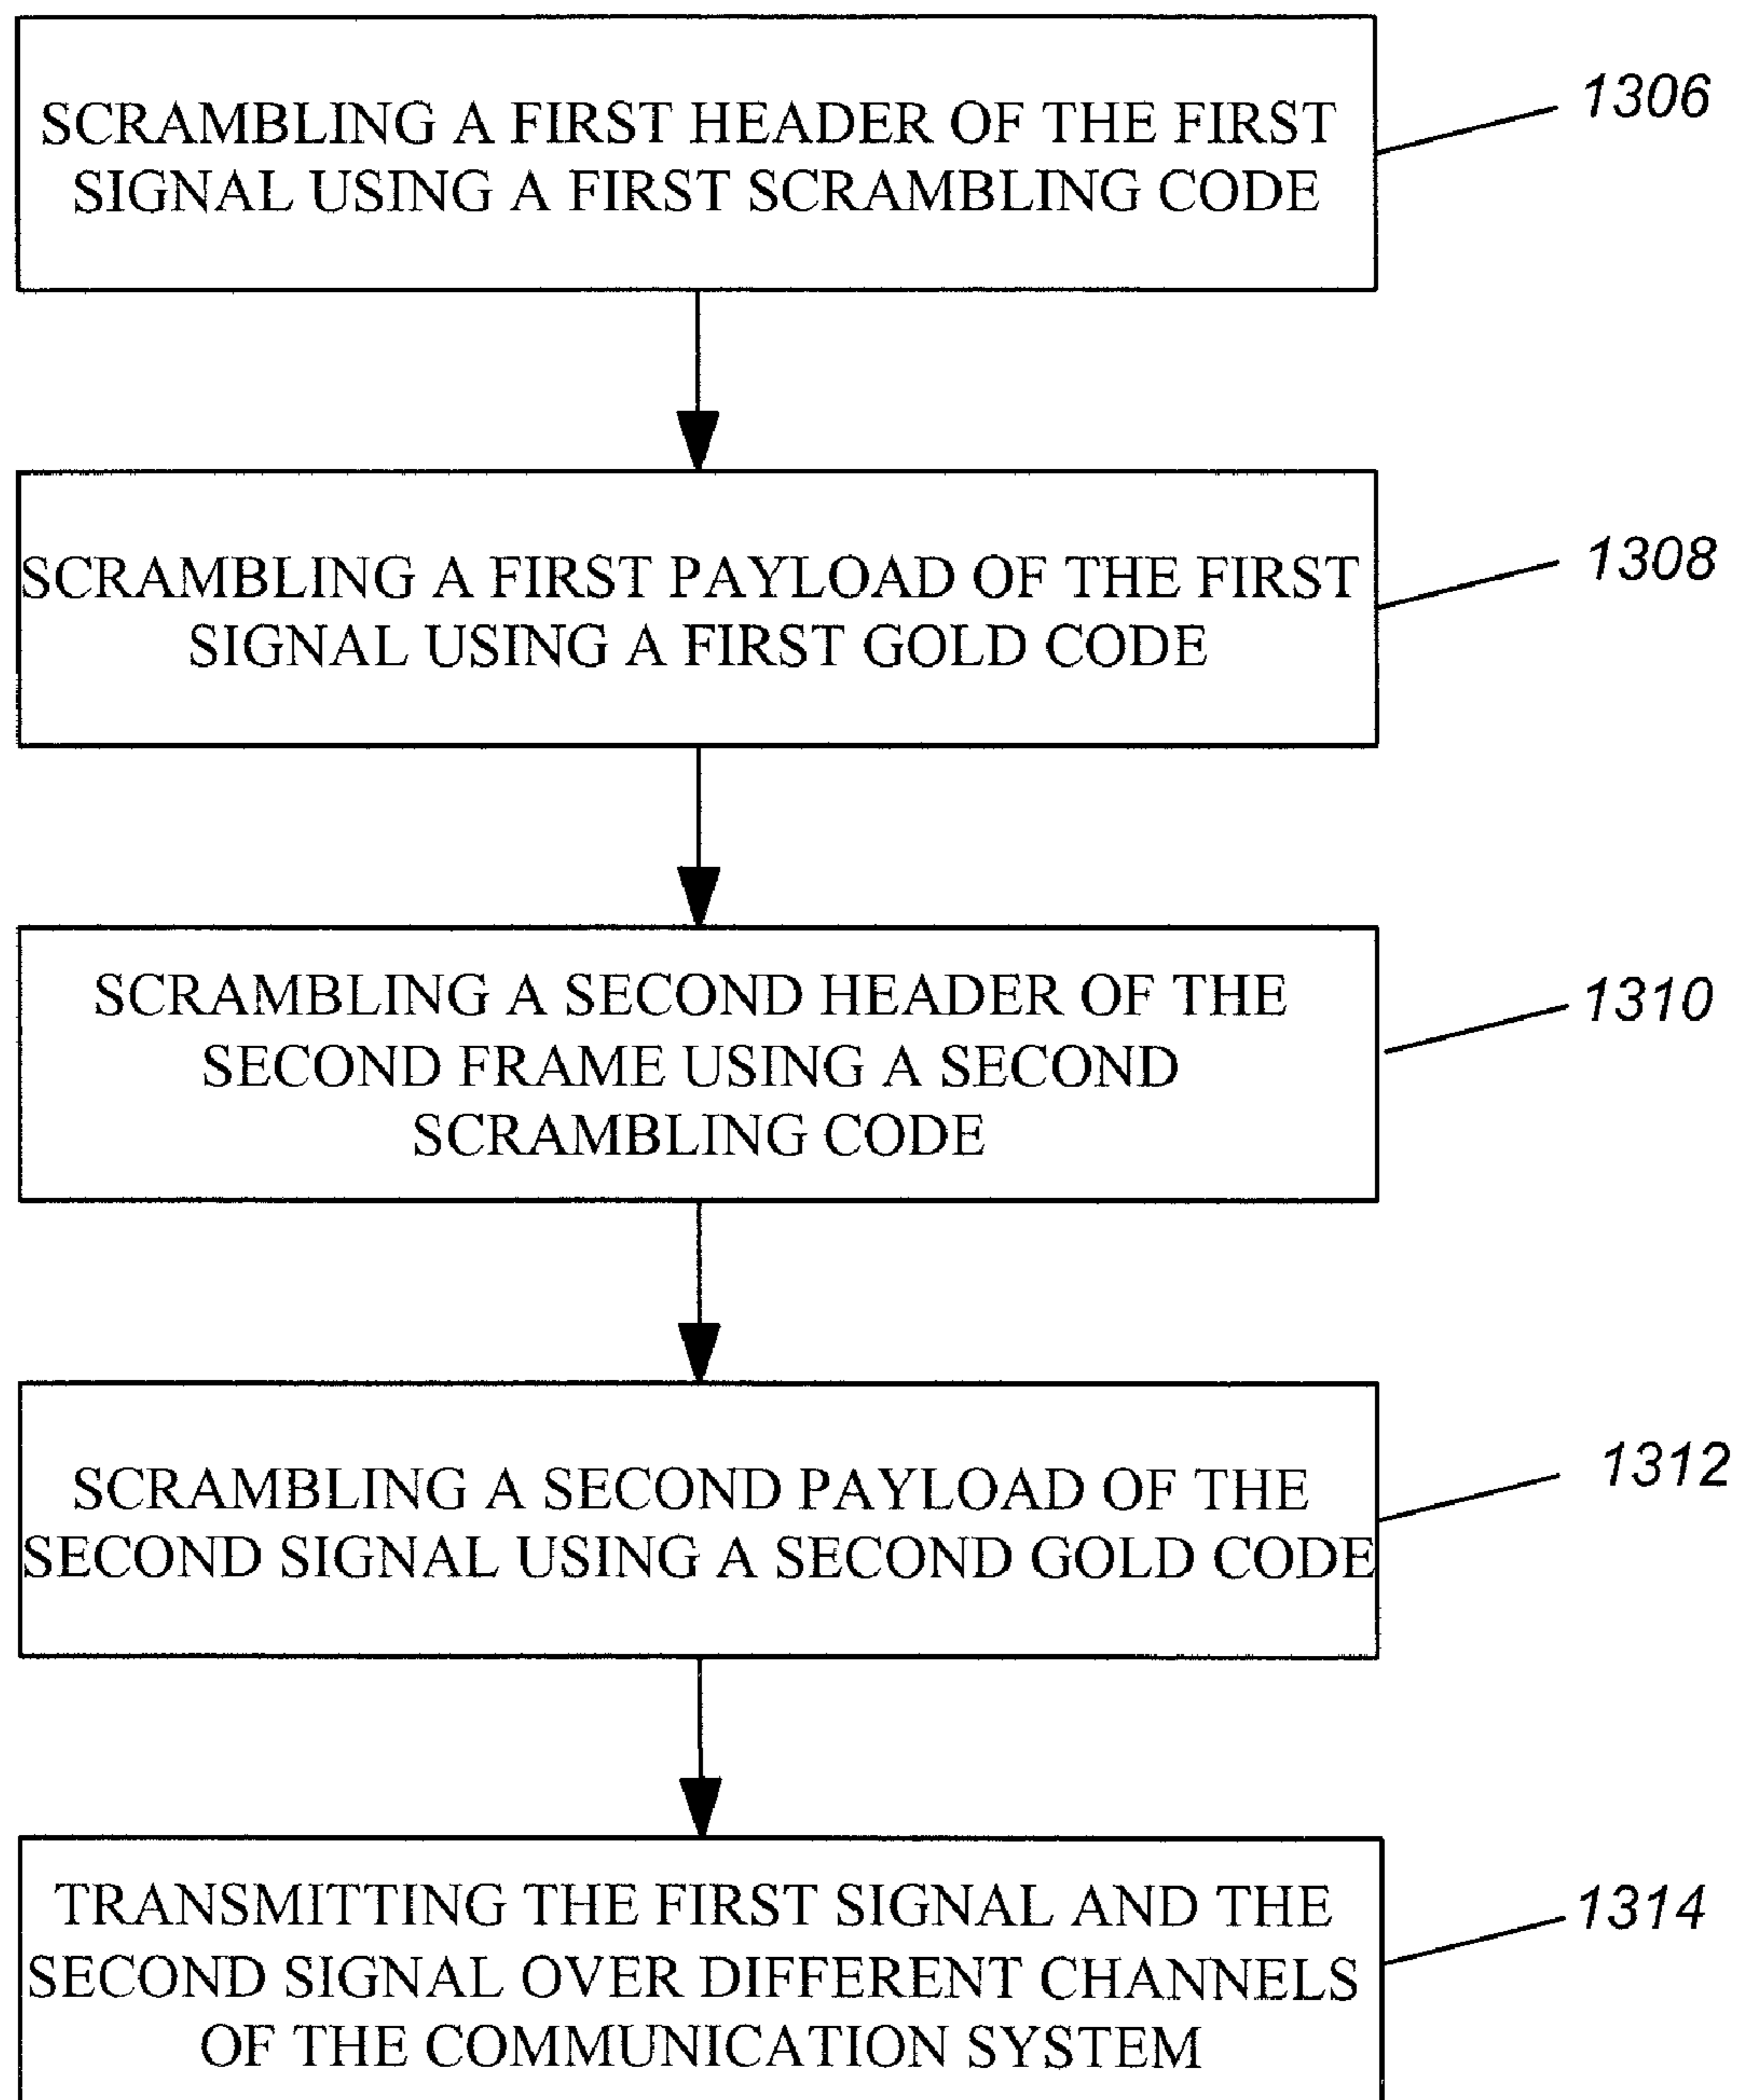 SCRAMBLING A FIRST HEADER OF THE FIRST
SIGNAL USING A FIRST SCRAMBLING CODE
1306
SCRAMBLING A FIRST PAYLOAD OF THE FIRST
SIGNAL USING A FIRST GOLD CODE
1308
SCRAMBLING A SECOND HEADER OF THE
SECOND FRAME USING A SECOND
SCRAMBLING CODE
1310
SCRAMBLING A SECOND PAYLOAD OF THE
SECOND SIGNAL USING A SECOND GOLD CODE
1312
TRANSMITTING THE FIRST SIGNAL AND THE
SECOND SIGNAL OVER DIFFERENT CHANNELS
OF THE COMMUNICATION SYSTEM
1314